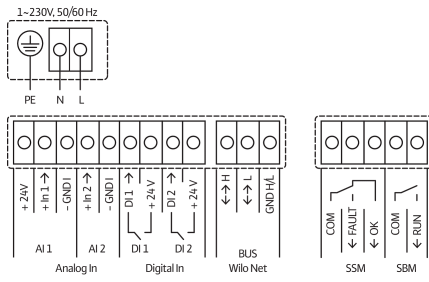 1~230V, 50/60 Hz
PE N L
+ 24V
+ In 1 →
- GND I
+ In 2 →
- GND I
DI 1 →
+ 24 V
DI 2 →
+ 24 V
←→ H
←→ L
GND H/L
COM
← FAULT
← OK
COM
← RUN
AI 1 AI 2 DI 1 DI 2
BUS
Analog In Digital In Wilo Net SSM SBM